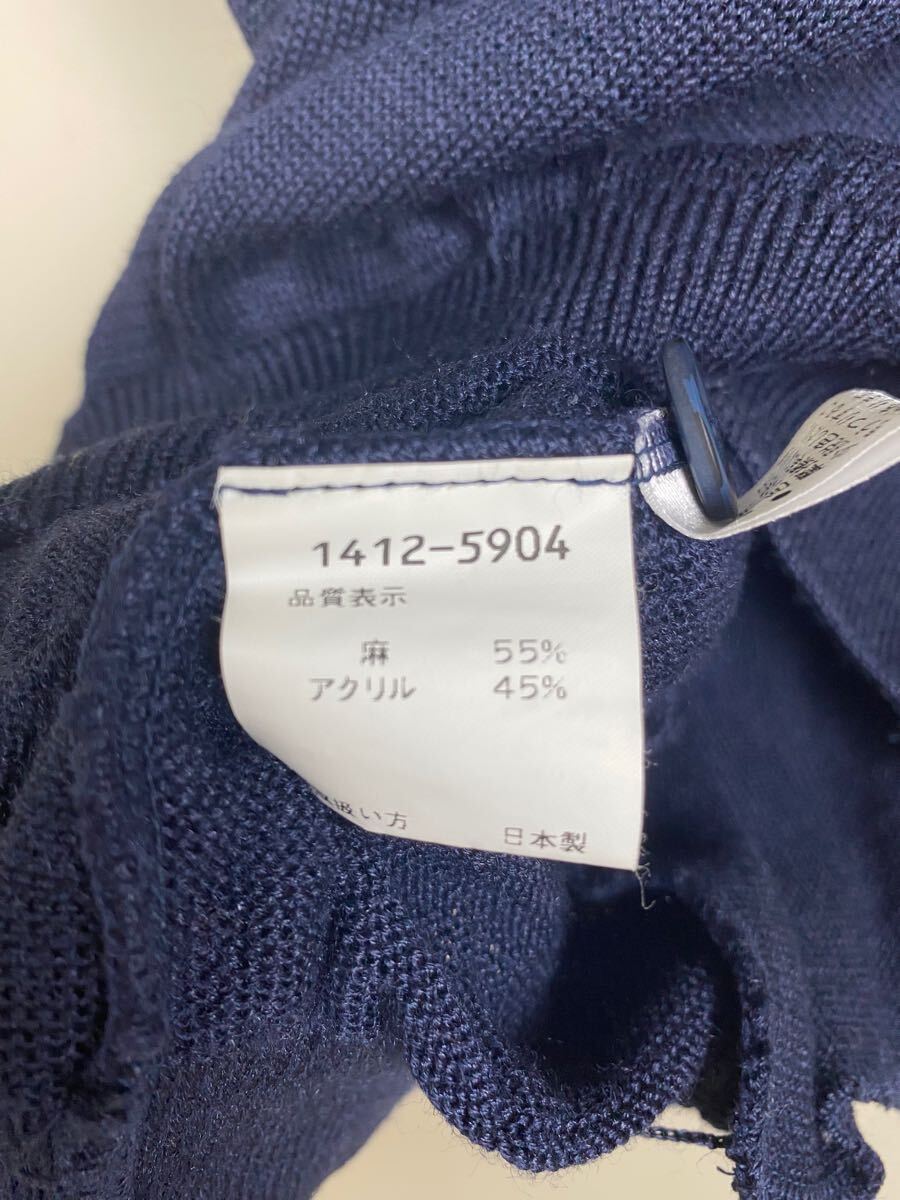 1412-5904
品質表示
麻 55%
アクリル 45%
扱い方
日本製